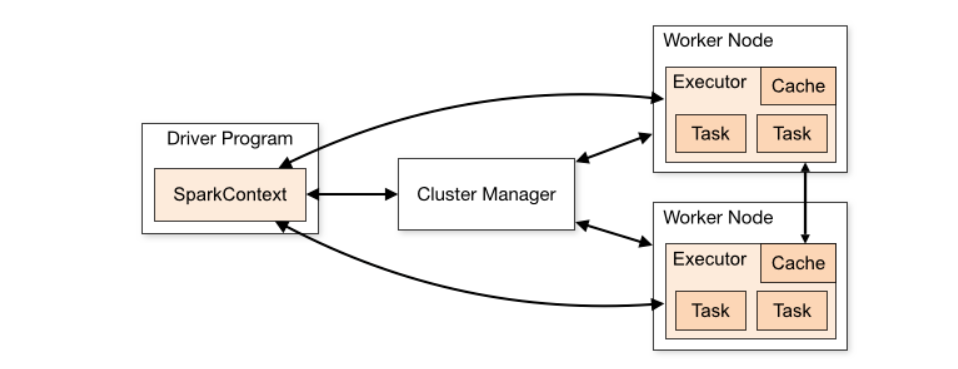 Driver Program
SparkContext
Cluster Manager
Worker Node
Executor
Cache
Task
Task
Worker Node
Executor
Cache
Task
Task